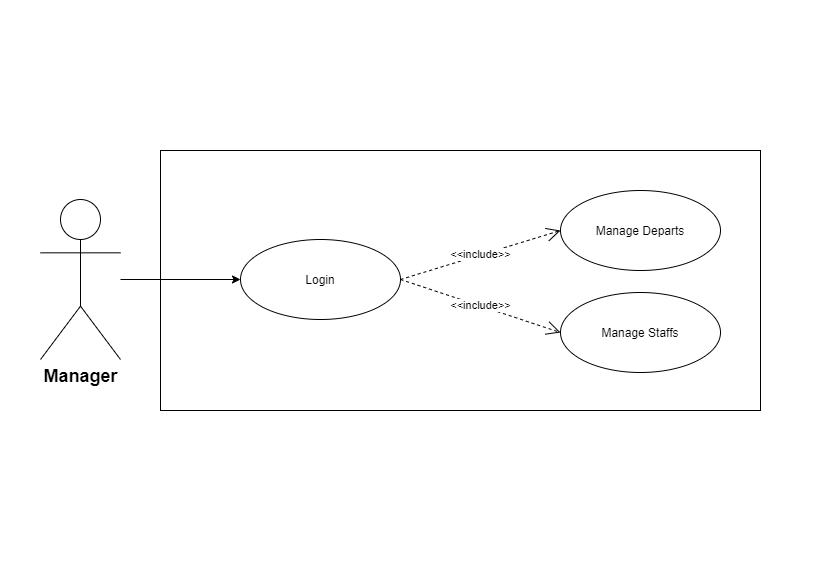 Manage Departs
<<include>>
Login
<<include>>
Manage Staffs
Manager